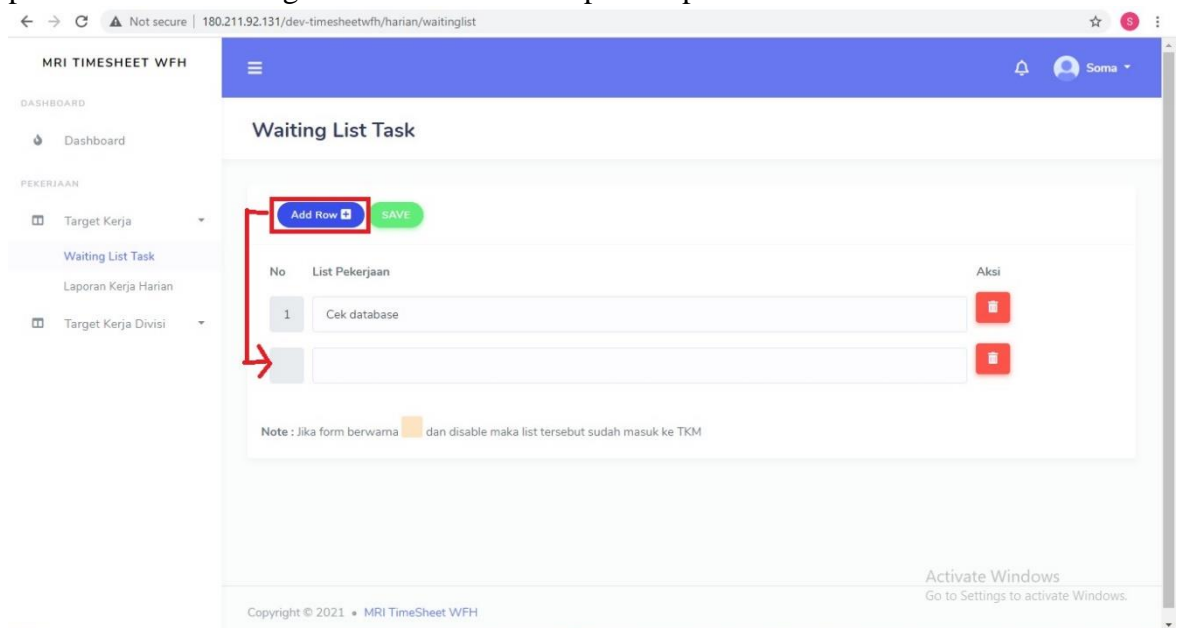 Not secure | 180.211.92.131/dev-timesheetwfh/harian/waitinglist
S
MRI TIMESHEET WFH
Soma
DASHBOARD
Dashboard
Waiting List Task
PEKERJAAN
Target Kerja
Add Row
SAVE
Waiting List Task
No List Pekerjaan Aksi
Laporan Kerja Harian
1 Cek database
Target Kerja Divisi
Note : Jika form berwarna dan disable maka list tersebut sudah masuk ke TKM
Activate Windows
Go to Settings to activate Windows.
Copyright © 2021 • MRI TimeSheet WFH